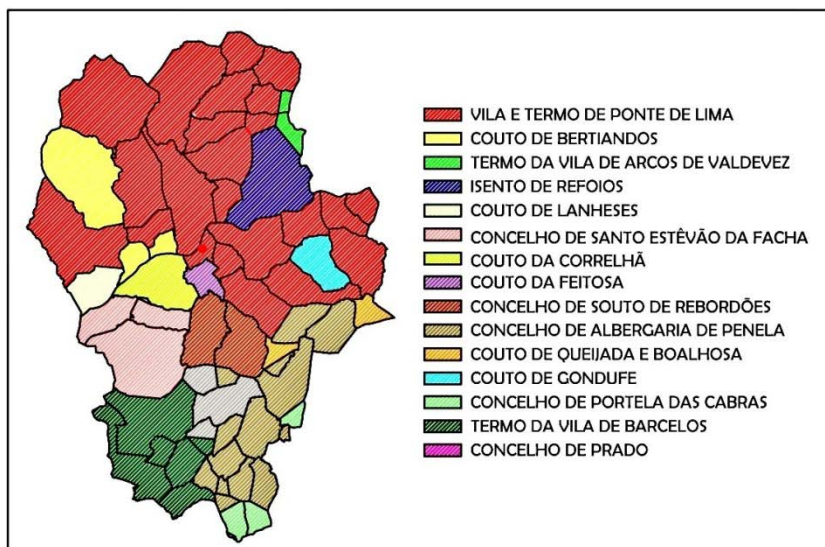 VILA E TERMO DE PONTE DE LIMA
COUTO DE BERTIANDOS
TERMO DA VILA DE ARCOS DE VALDEVEZ
ISENTO DE REFOIOS
COUTO DE LANHESES
CONCELHO DE SANTO ESTÊVÃO DA FACHA
COUTO DA CORRELHÃ
COUTO DA FEITOSA
CONCELHO DE SOUTO DE REBORDÕES
CONCELHO DE ALBERGARIA DE PENELA
COUTO DE QUEIJADA E BOALHOSA
COUTO DE GONDUFE
CONCELHO DE PORTELA DAS CABRAS
TERMO DA VILA DE BARCELOS
CONCELHO DE PRADO